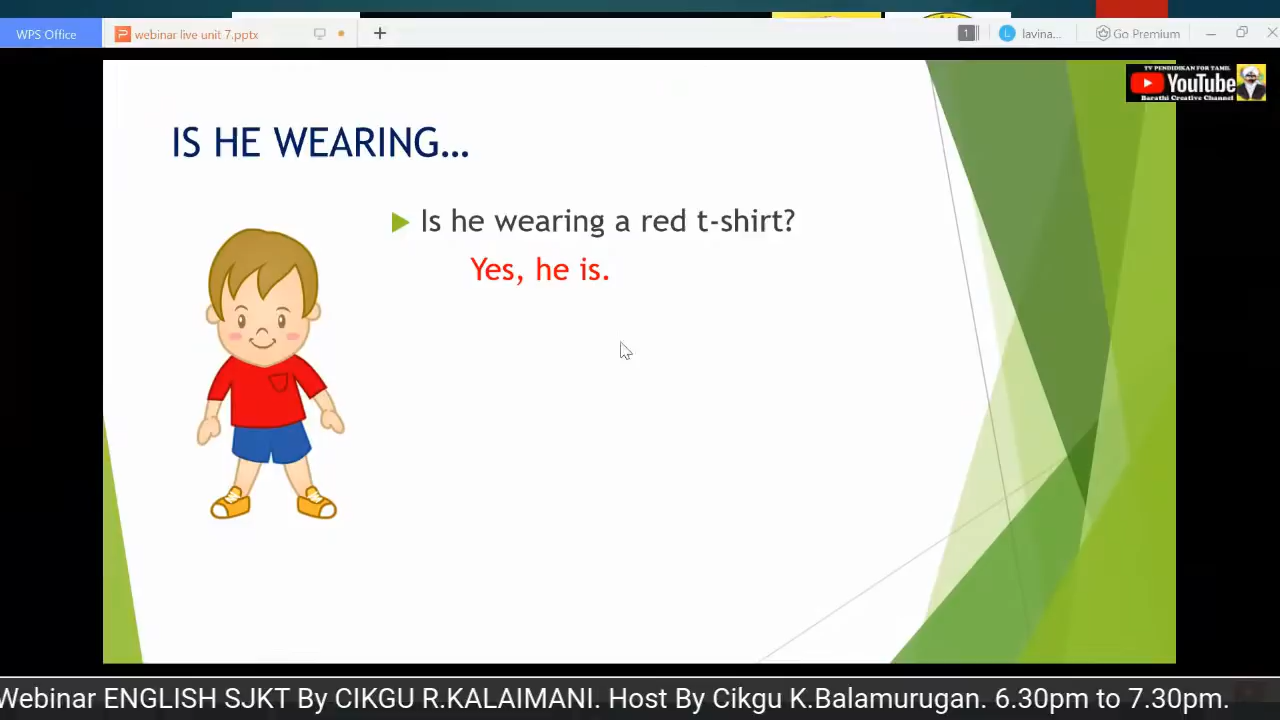 WPS Office
webinar live unit 7.pptx
+
1
L
lavina...
Go Premium
TV PENDIDIKAN FOR TAMIL
YouTube
Barathi Creative Channel
IS HE WEARING...
Is he wearing a red t-shirt?
Yes, he is.
Webinar ENGLISH SJKT By CIKGU R.KALAIMANI. Host By Cikgu K.Balamurugan. 6.30pm to 7.30pm.